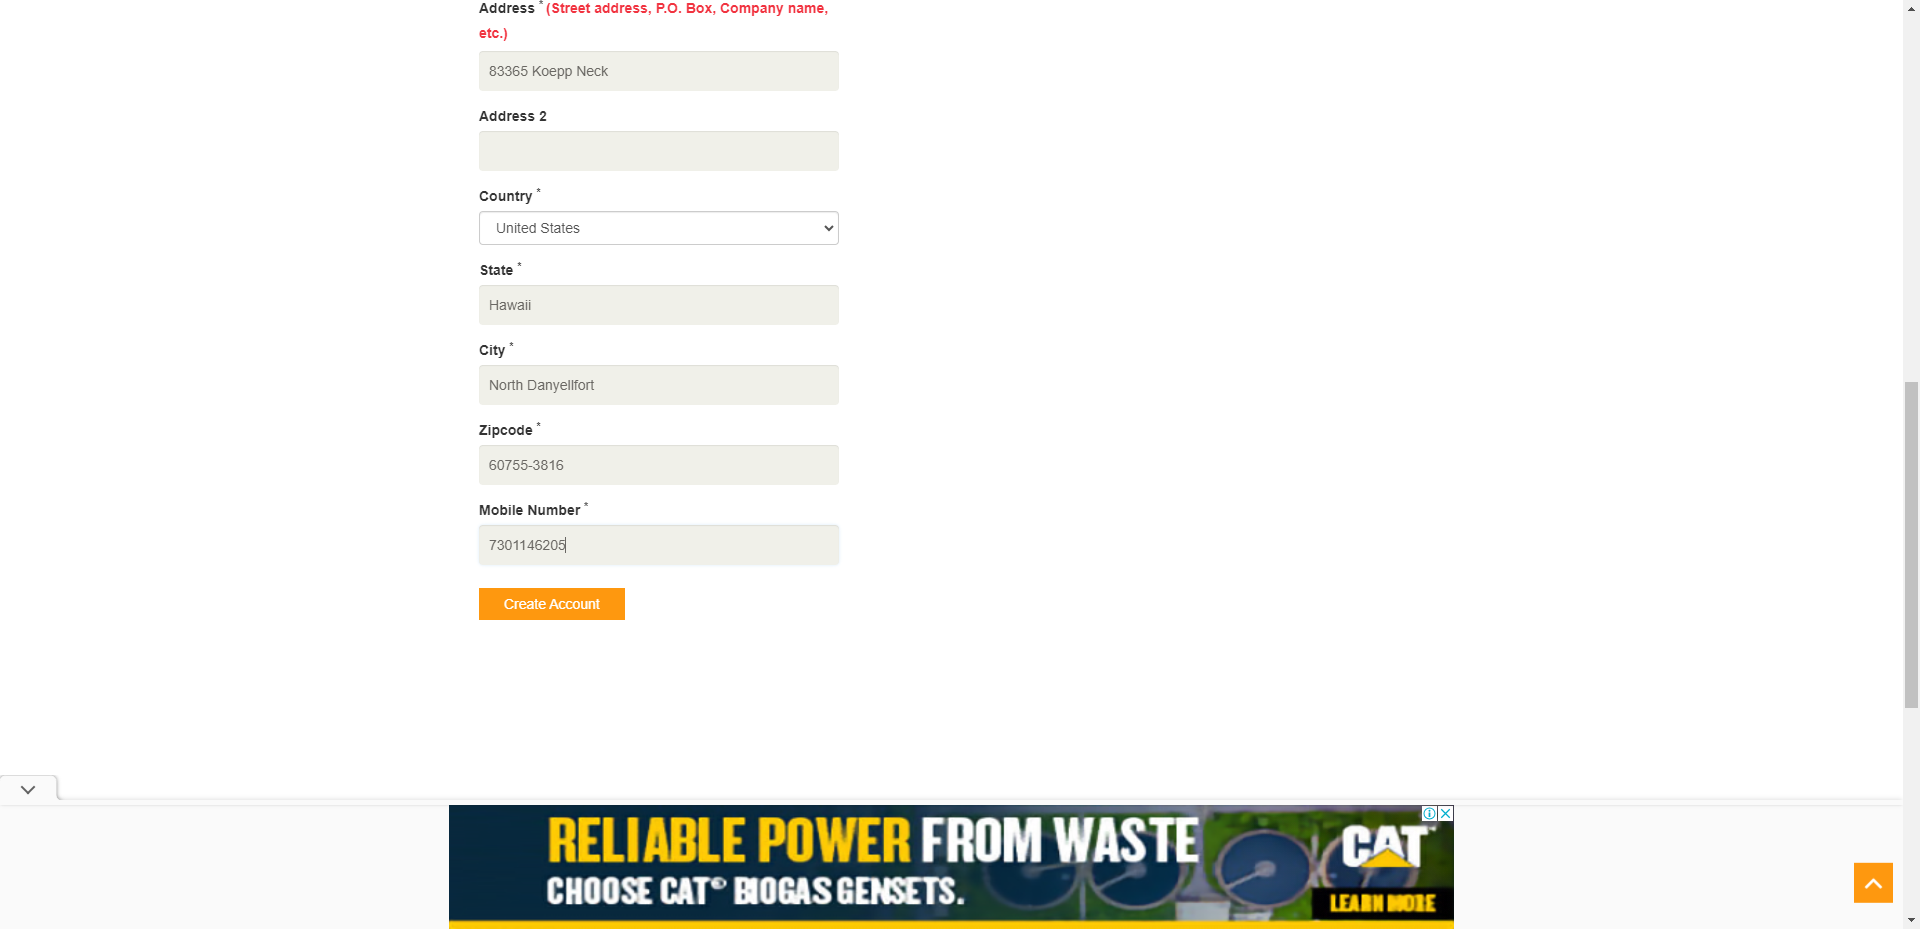 Address * (Street address, P.O. Box, Company name,
etc.)
83365 Koepp Neck
Address 2
Country *
United States
State *
Hawaii
City *
North Danyellfort
Zipcode *
60755-3816
Mobile Number *
7301146205
Create Account
RELIABLE POWER FROM WASTE
CHOOSE CAT® BIOGAS GENSETS.
CAT
LEARN MORE